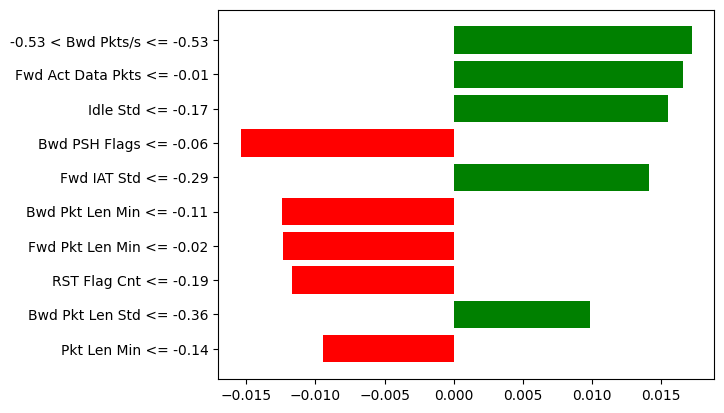 -0.53 < Bwd Pkts/s <= -0.53
Fwd Act Data Pkts <= -0.01
Idle Std <= -0.17
Bwd PSH Flags <= -0.06
Fwd IAT Std <= -0.29
Bwd Pkt Len Min <= -0.11
Fwd Pkt Len Min <= -0.02
RST Flag Cnt <= -0.19
Bwd Pkt Len Std <= -0.36
Pkt Len Min <= -0.14
−0.015 −0.010 −0.005 0.000 0.005 0.010 0.015